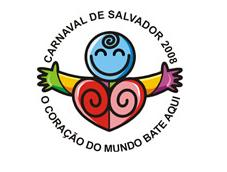 CARNAVAL DE SALVADOR 2008
O CORAÇÃO DO MUNDO BATE AQUI